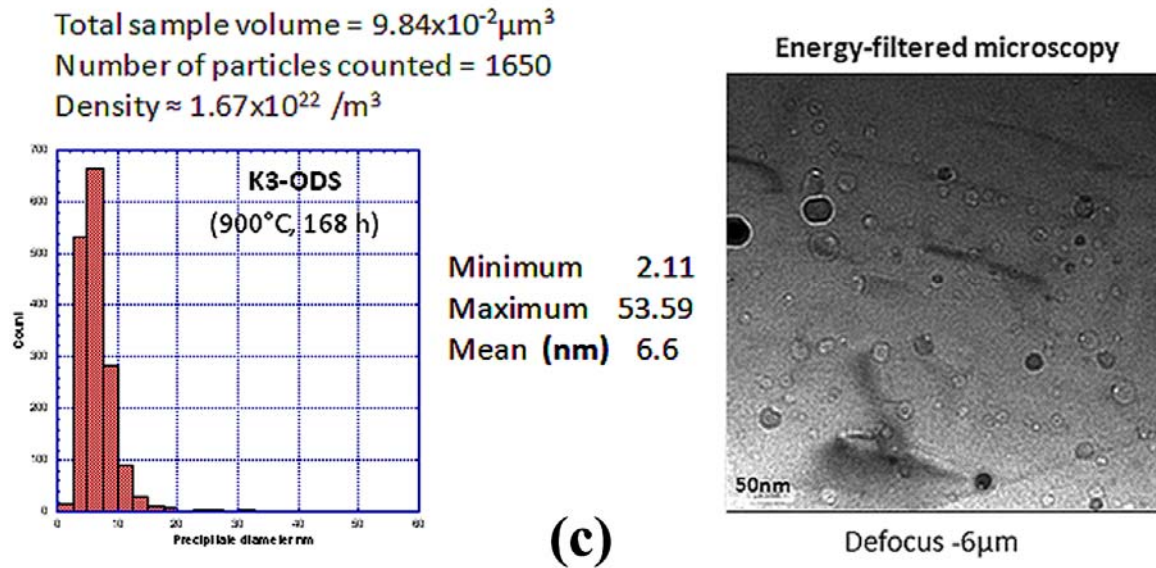 Total sample volume = 9.84x10⁻²µm³
Number of particles counted = 1650
Density ≈ 1.67x10²² /m³
Energy-filtered microscopy
700
600
500
400
300
200
100
0
Count
K3-ODS
(900°C, 168 h)
0 10 20 30 40 50 60
Precipitate diameter nm
Minimum 2.11
Maximum 53.59
Mean (nm) 6.6
50nm
Defocus -6µm
(c)